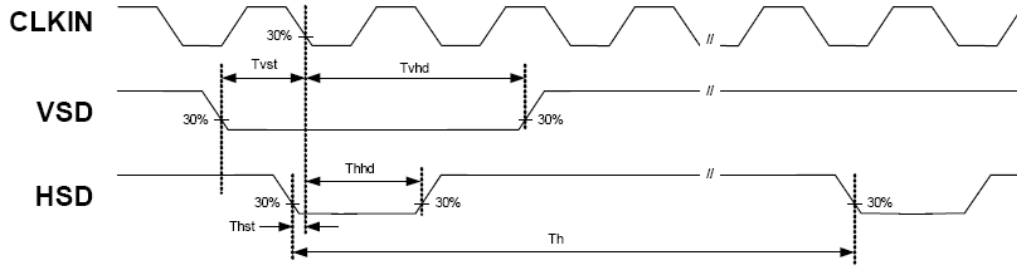 CLKIN
30%
//
Tvst
Tvhd
VSD
30%
30%
//
HSD
Thhd
//
30%
30%
30%
Thst
Th